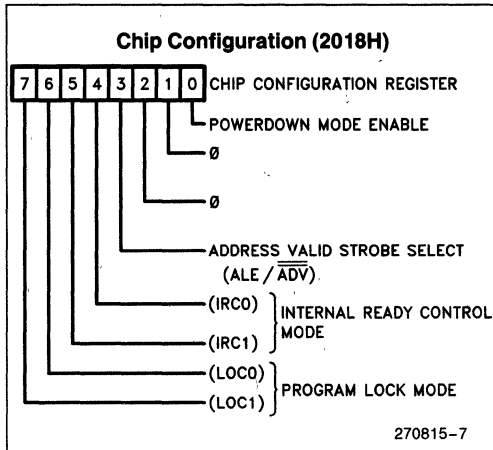 Chip Configuration (2018H)
7 6 5 4 3 2 1 0 CHIP CONFIGURATION REGISTER
POWERDOWN MODE ENABLE
Ø
Ø
ADDRESS VALID STROBE SELECT
(ALE / A̅D̅V̅)
(IRC0) INTERNAL READY CONTROL
MODE
(IRC1)
(LOC0) PROGRAM LOCK MODE
(LOC1)
270815-7